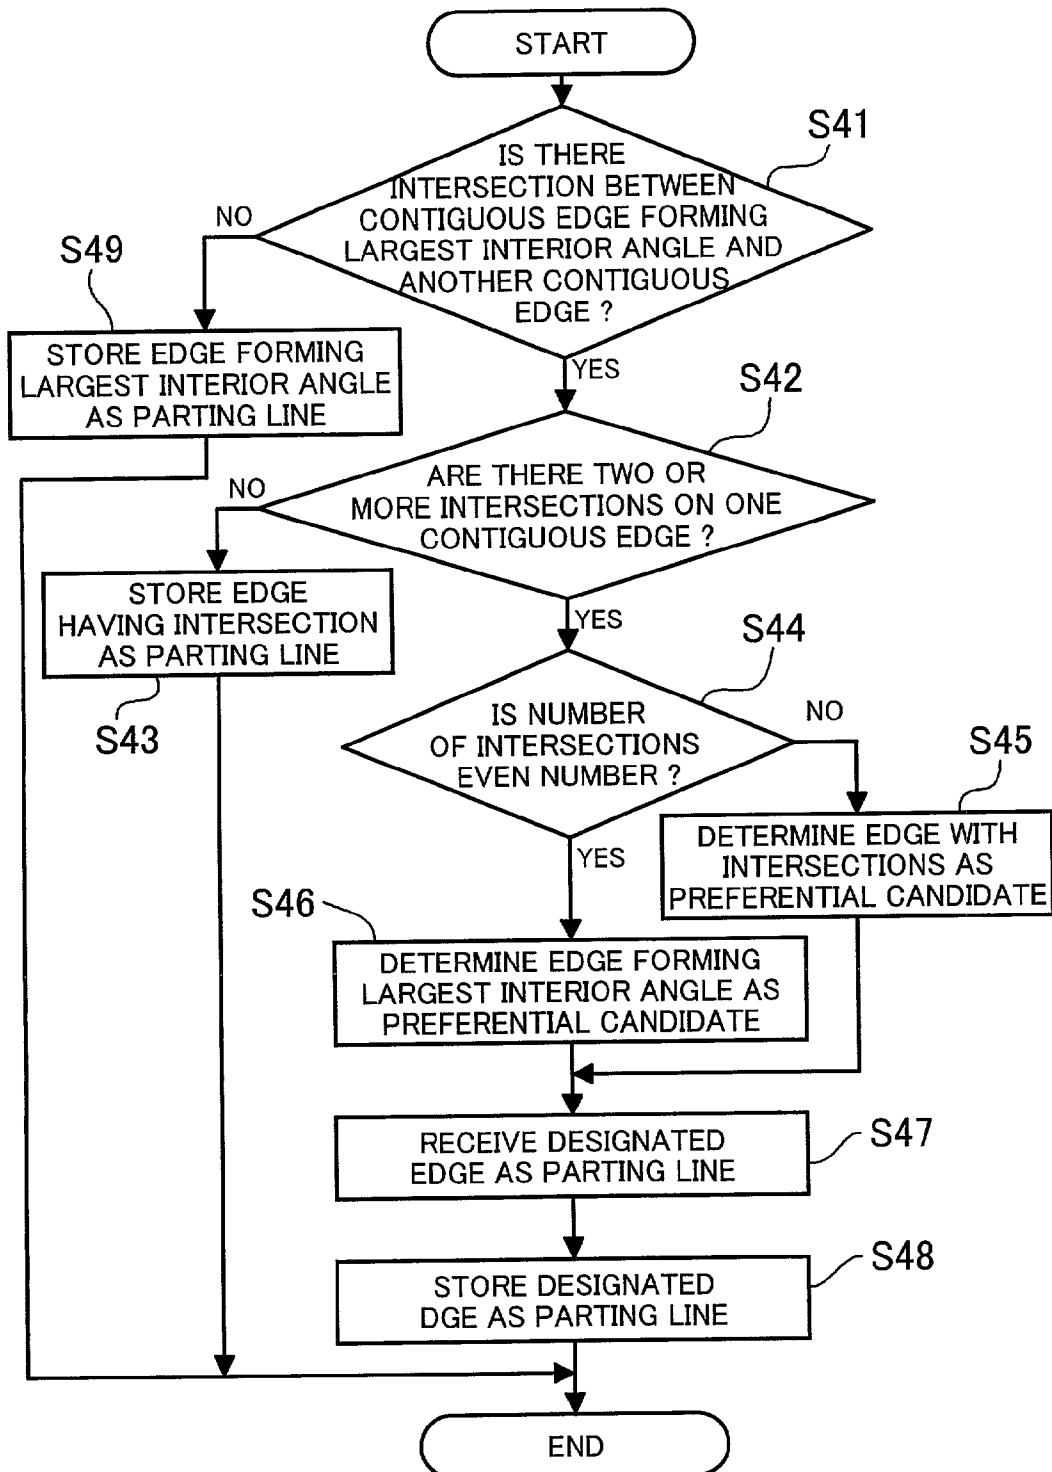 START
S41
IS THERE
INTERSECTION BETWEEN
CONTIGUOUS EDGE FORMING
LARGEST INTERIOR ANGLE AND
ANOTHER CONTIGUOUS
EDGE ?
NO
S49
STORE EDGE FORMING
LARGEST INTERIOR ANGLE
AS PARTING LINE
YES
S42
ARE THERE TWO OR
MORE INTERSECTIONS ON ONE
CONTIGUOUS EDGE ?
NO
STORE EDGE
HAVING INTERSECTION
AS PARTING LINE
S43
YES
S44
IS NUMBER
OF INTERSECTIONS
EVEN NUMBER ?
NO
S45
DETERMINE EDGE WITH
INTERSECTIONS AS
PREFERENTIAL CANDIDATE
YES
S46
DETERMINE EDGE FORMING
LARGEST INTERIOR ANGLE AS
PREFERENTIAL CANDIDATE
RECEIVE DESIGNATED
EDGE AS PARTING LINE
S47
STORE DESIGNATED
DGE AS PARTING LINE
S48
END